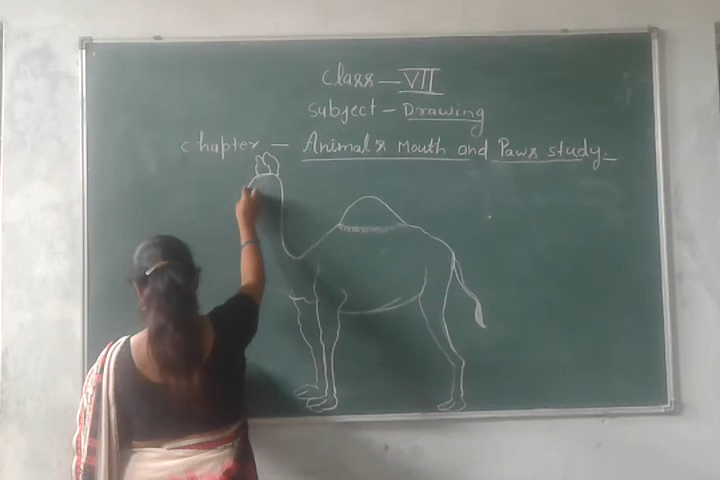 Class – VII
Subject – Drawing
Chapter – Animal's Mouth and Paws study.